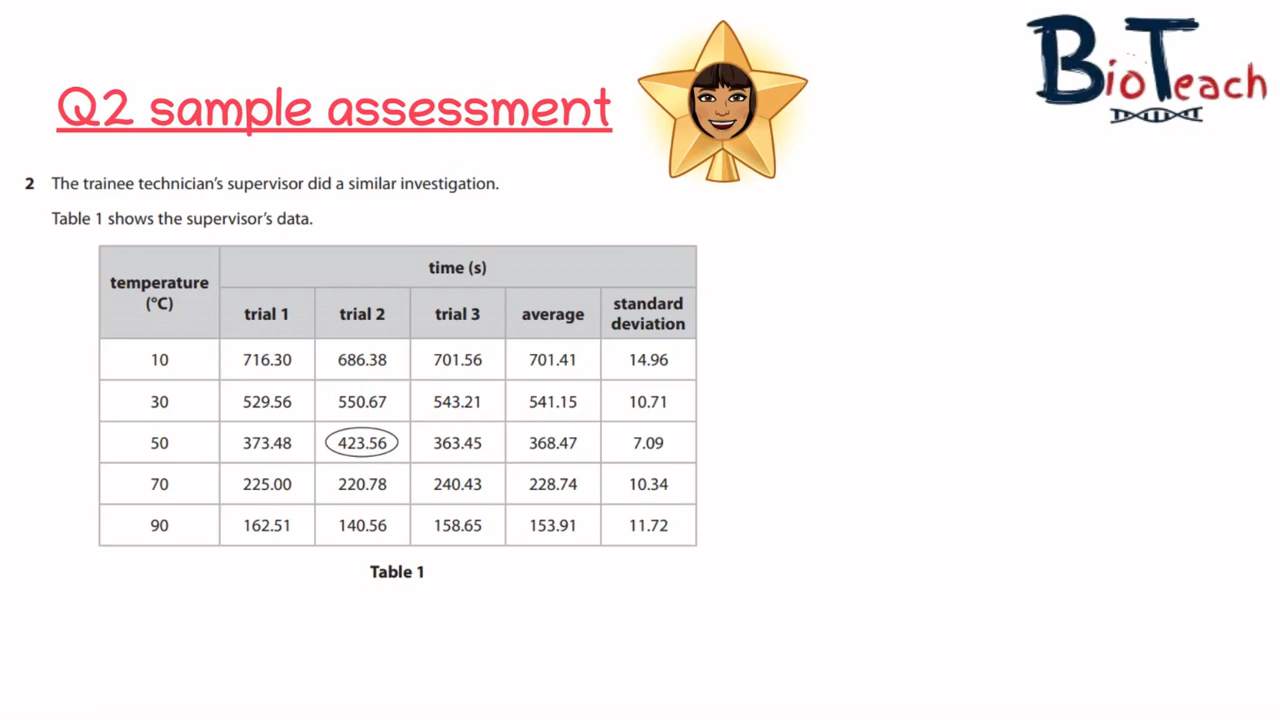 BioTeach
Q2 sample assessment
2 The trainee technician's supervisor did a similar investigation.
Table 1 shows the supervisor's data.
temperature (°C) time (s)
trial 1 trial 2 trial 3 average standard deviation
10 716.30 686.38 701.56 701.41 14.96
30 529.56 550.67 543.21 541.15 10.71
50 373.48 423.56 363.45 368.47 7.09
70 225.00 220.78 240.43 228.74 10.34
90 162.51 140.56 158.65 153.91 11.72
Table 1